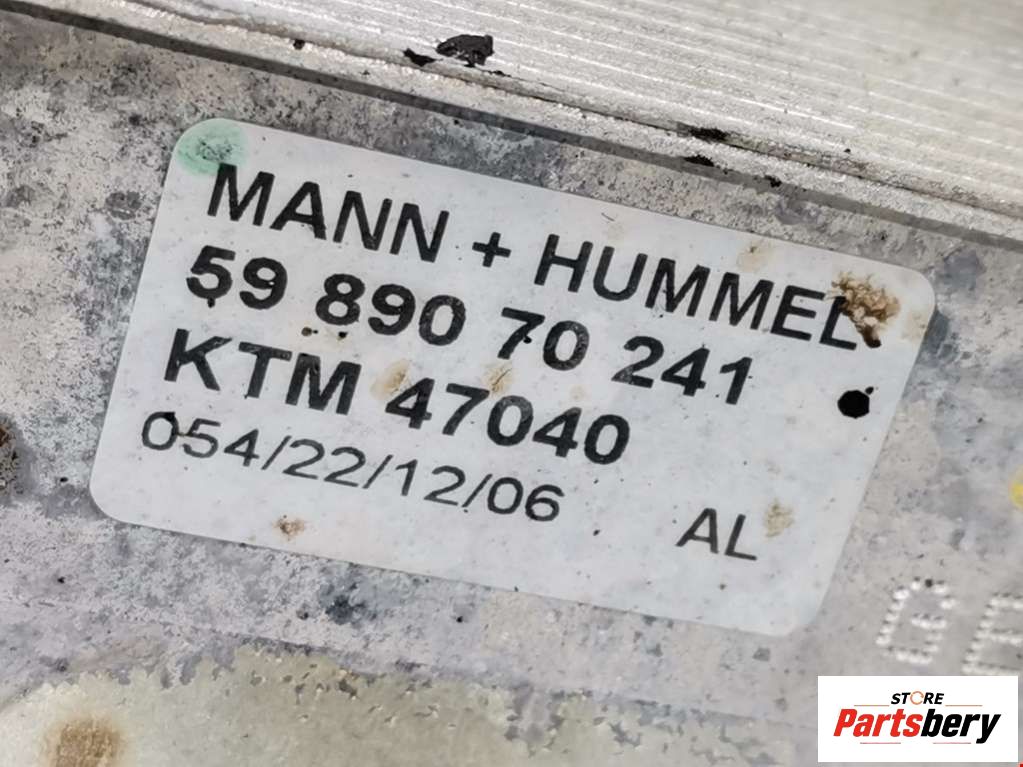 MANN + HUMMEL
59 890 70 241
KTM 47040
054/22/12/06 AL
STORE
Partsbery